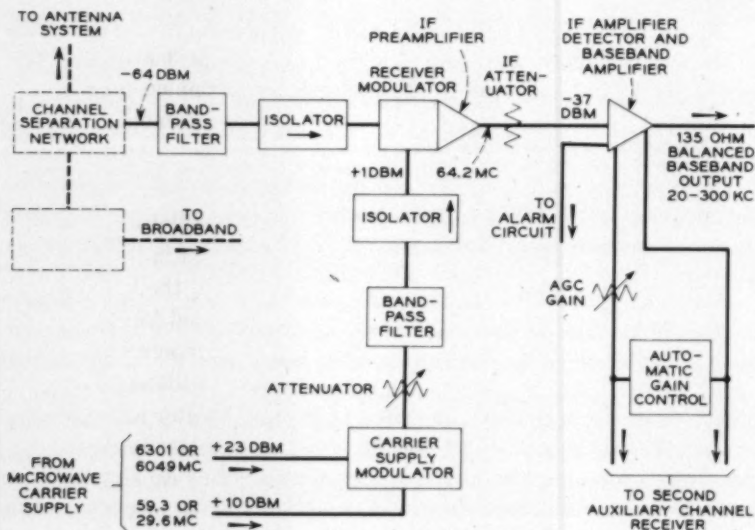 TO ANTENNA
SYSTEM
-64 DBM
CHANNEL
SEPARATION
NETWORK
BAND-
PASS
FILTER
ISOLATOR
RECEIVER
MODULATOR
IF
PREAMPLIFIER
IF
ATTEN-
UATOR
IF AMPLIFIER
DETECTOR AND
BASEBAND
AMPLIFIER
-37
DBM
64.2 MC
135 OHM
BALANCED
BASEBAND
OUTPUT
20-300 KC
+1DBM
TO
BROADBAND
ISOLATOR
TO
ALARM
CIRCUIT
BAND-
PASS
FILTER
AGC
GAIN
AUTO-
MATIC
GAIN
CONTROL
ATTENUATOR
CARRIER
SUPPLY
MODULATOR
FROM
MICROWAVE
CARRIER
SUPPLY
6301 OR
6049 MC
+23 DBM
59.3 OR
29.6 MC
+10 DBM
TO SECOND
AUXILIARY CHANNEL
RECEIVER